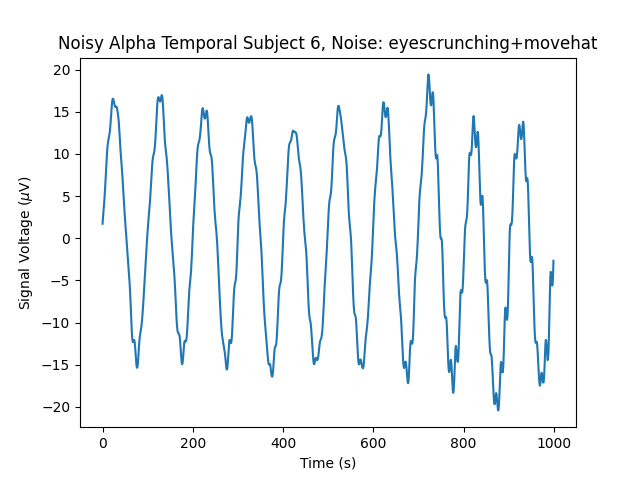 Noisy Alpha Temporal Subject 6, Noise: eyescrunching+movehat
Signal Voltage (μV)
20
15
10
5
0
−5
−10
−15
−20
0 200 400 600 800 1000
Time (s)